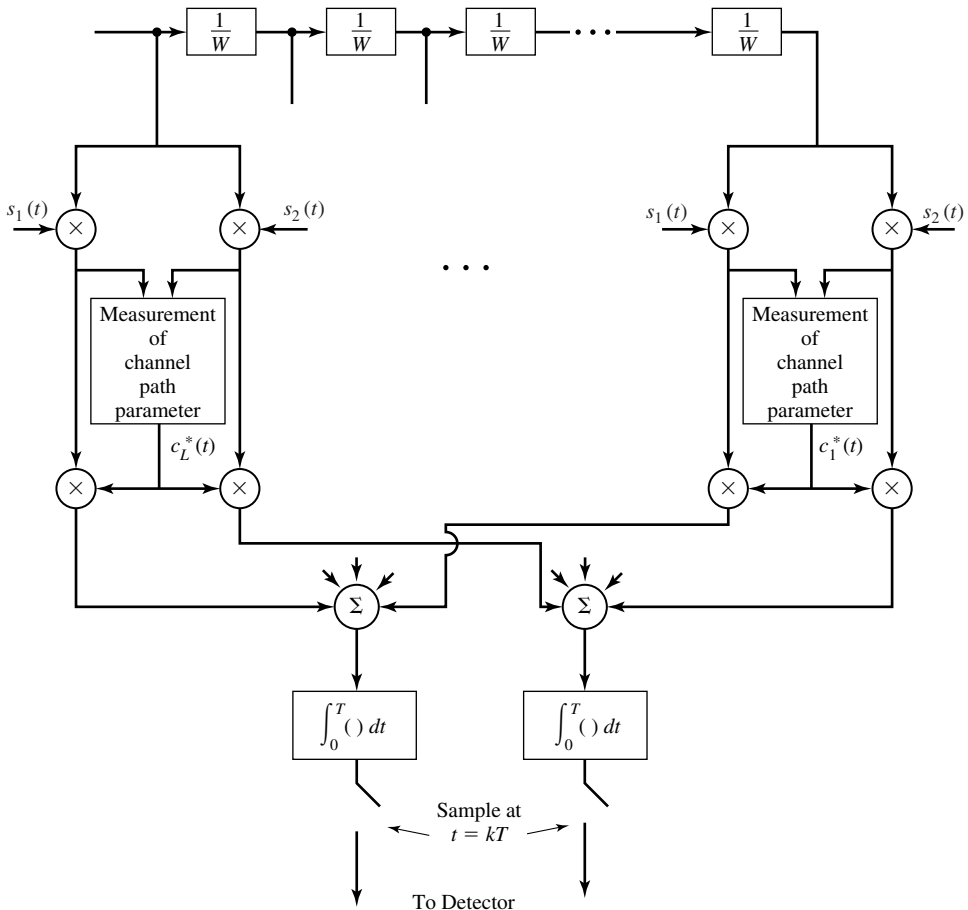 1/W 1/W 1/W . . . 1/W
s₁(t) × × s₂(t) s₁(t) × × s₂(t)
. . .
Measurement
of
channel
path
parameter
Measurement
of
channel
path
parameter
c_L*(t) c₁*(t)
× × × ×
Σ Σ
∫₀ᵀ ( ) dt ∫₀ᵀ ( ) dt
Sample at
t = kT
To Detector